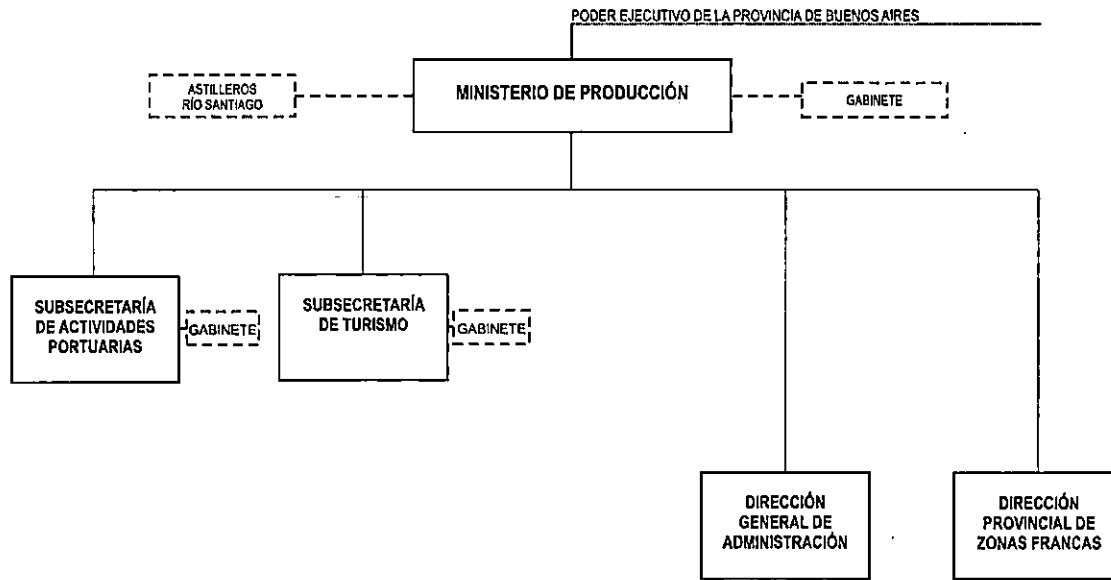 PODER EJECUTIVO DE LA PROVINCIA DE BUENOS AIRES
ASTILLEROS
RÍO SANTIAGO
MINISTERIO DE PRODUCCIÓN
GABINETE
SUBSECRETARÍA
DE ACTIVIDADES
PORTUARIAS
GABINETE
SUBSECRETARÍA
DE TURISMO
GABINETE
DIRECCIÓN
GENERAL DE
ADMINISTRACIÓN
DIRECCIÓN
PROVINCIAL DE
ZONAS FRANCAS